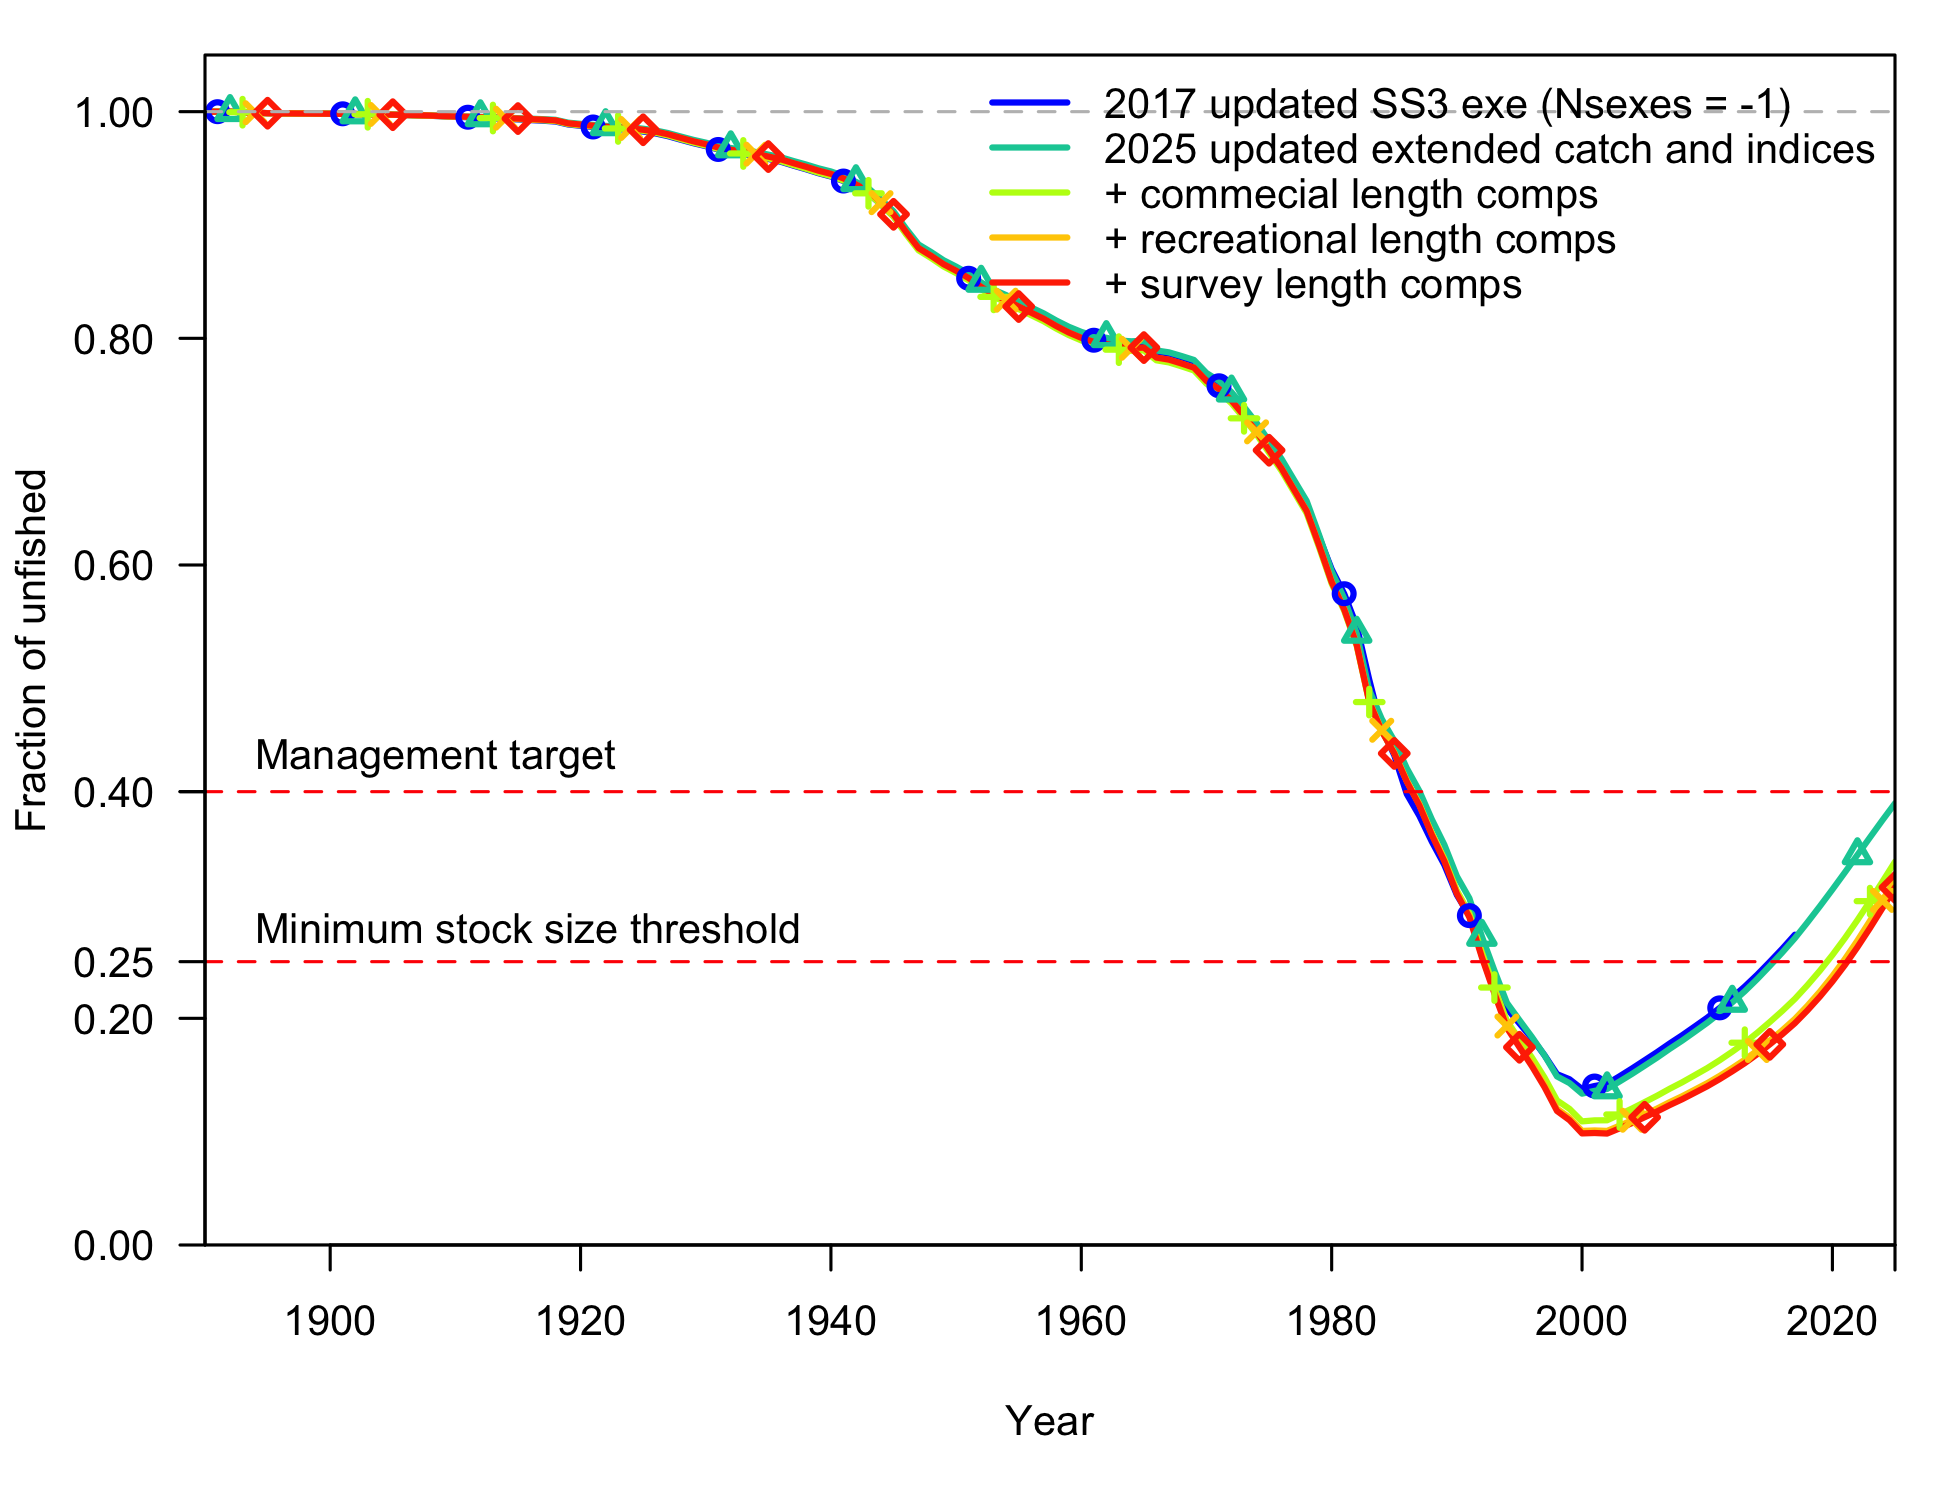 2017 updated SS3 exe (Nsexes = -1)
2025 updated extended catch and indices
+ commecial length comps
+ recreational length comps
+ survey length comps
Fraction of unfished
1.00
0.80
0.60
0.40
0.25
0.20
0.00
Management target
Minimum stock size threshold
1900
1920
1940
1960
1980
2000
2020
Year